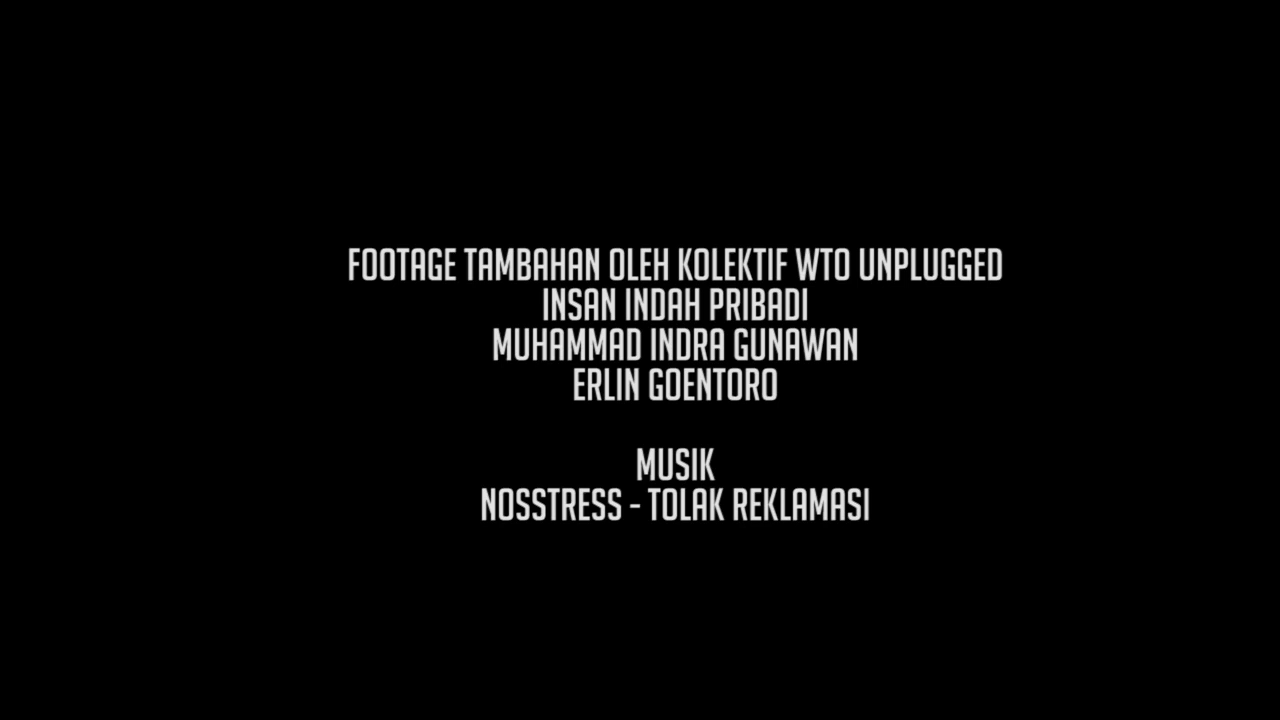 FOOTAGE TAMBAHAN OLEH KOLEKTIF WTO UNPLUGGED
INSAN INDAH PRIBADI
MUHAMMAD INDRA GUNAWAN
ERLIN GOENTORO
MUSIK
NOSSTRESS - TOLAK REKLAMASI